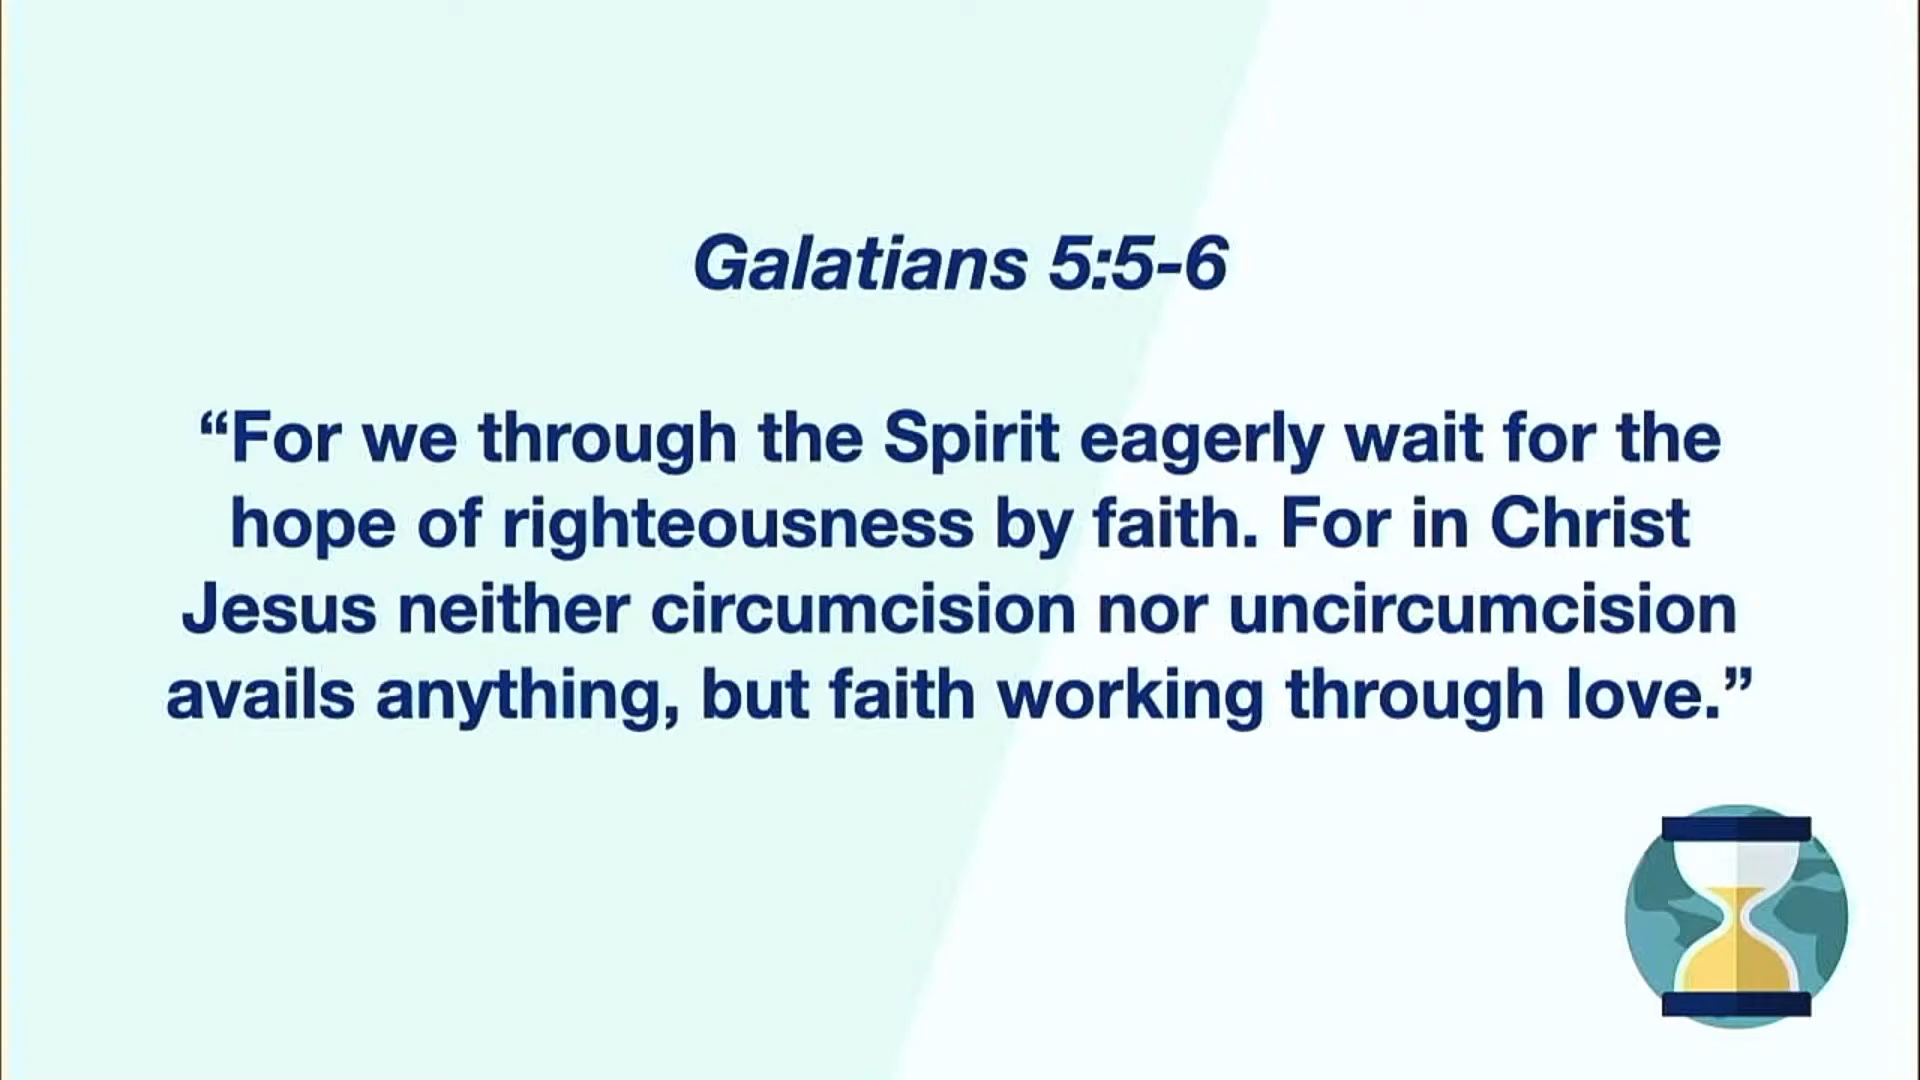 Galatians 5:5-6
“For we through the Spirit eagerly wait for the
hope of righteousness by faith. For in Christ
Jesus neither circumcision nor uncircumcision
avails anything, but faith working through love.”